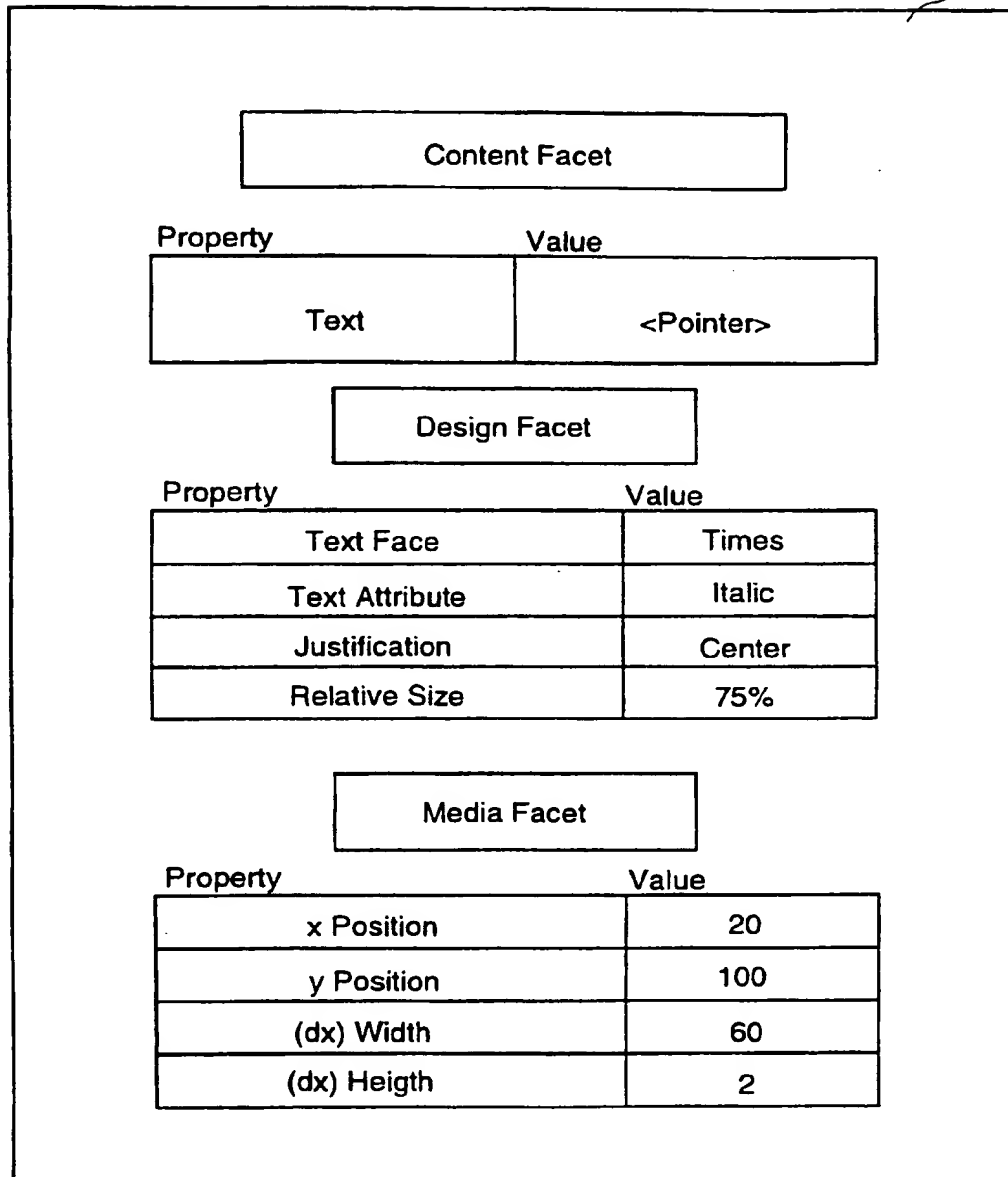 Content Facet
Property Value
Text <Pointer>
Design Facet
Property Value
Text Face Times
Text Attribute Italic
Justification Center
Relative Size 75%
Media Facet
Property Value
x Position 20
y Position 100
(dx) Width 60
(dx) Heigth 2